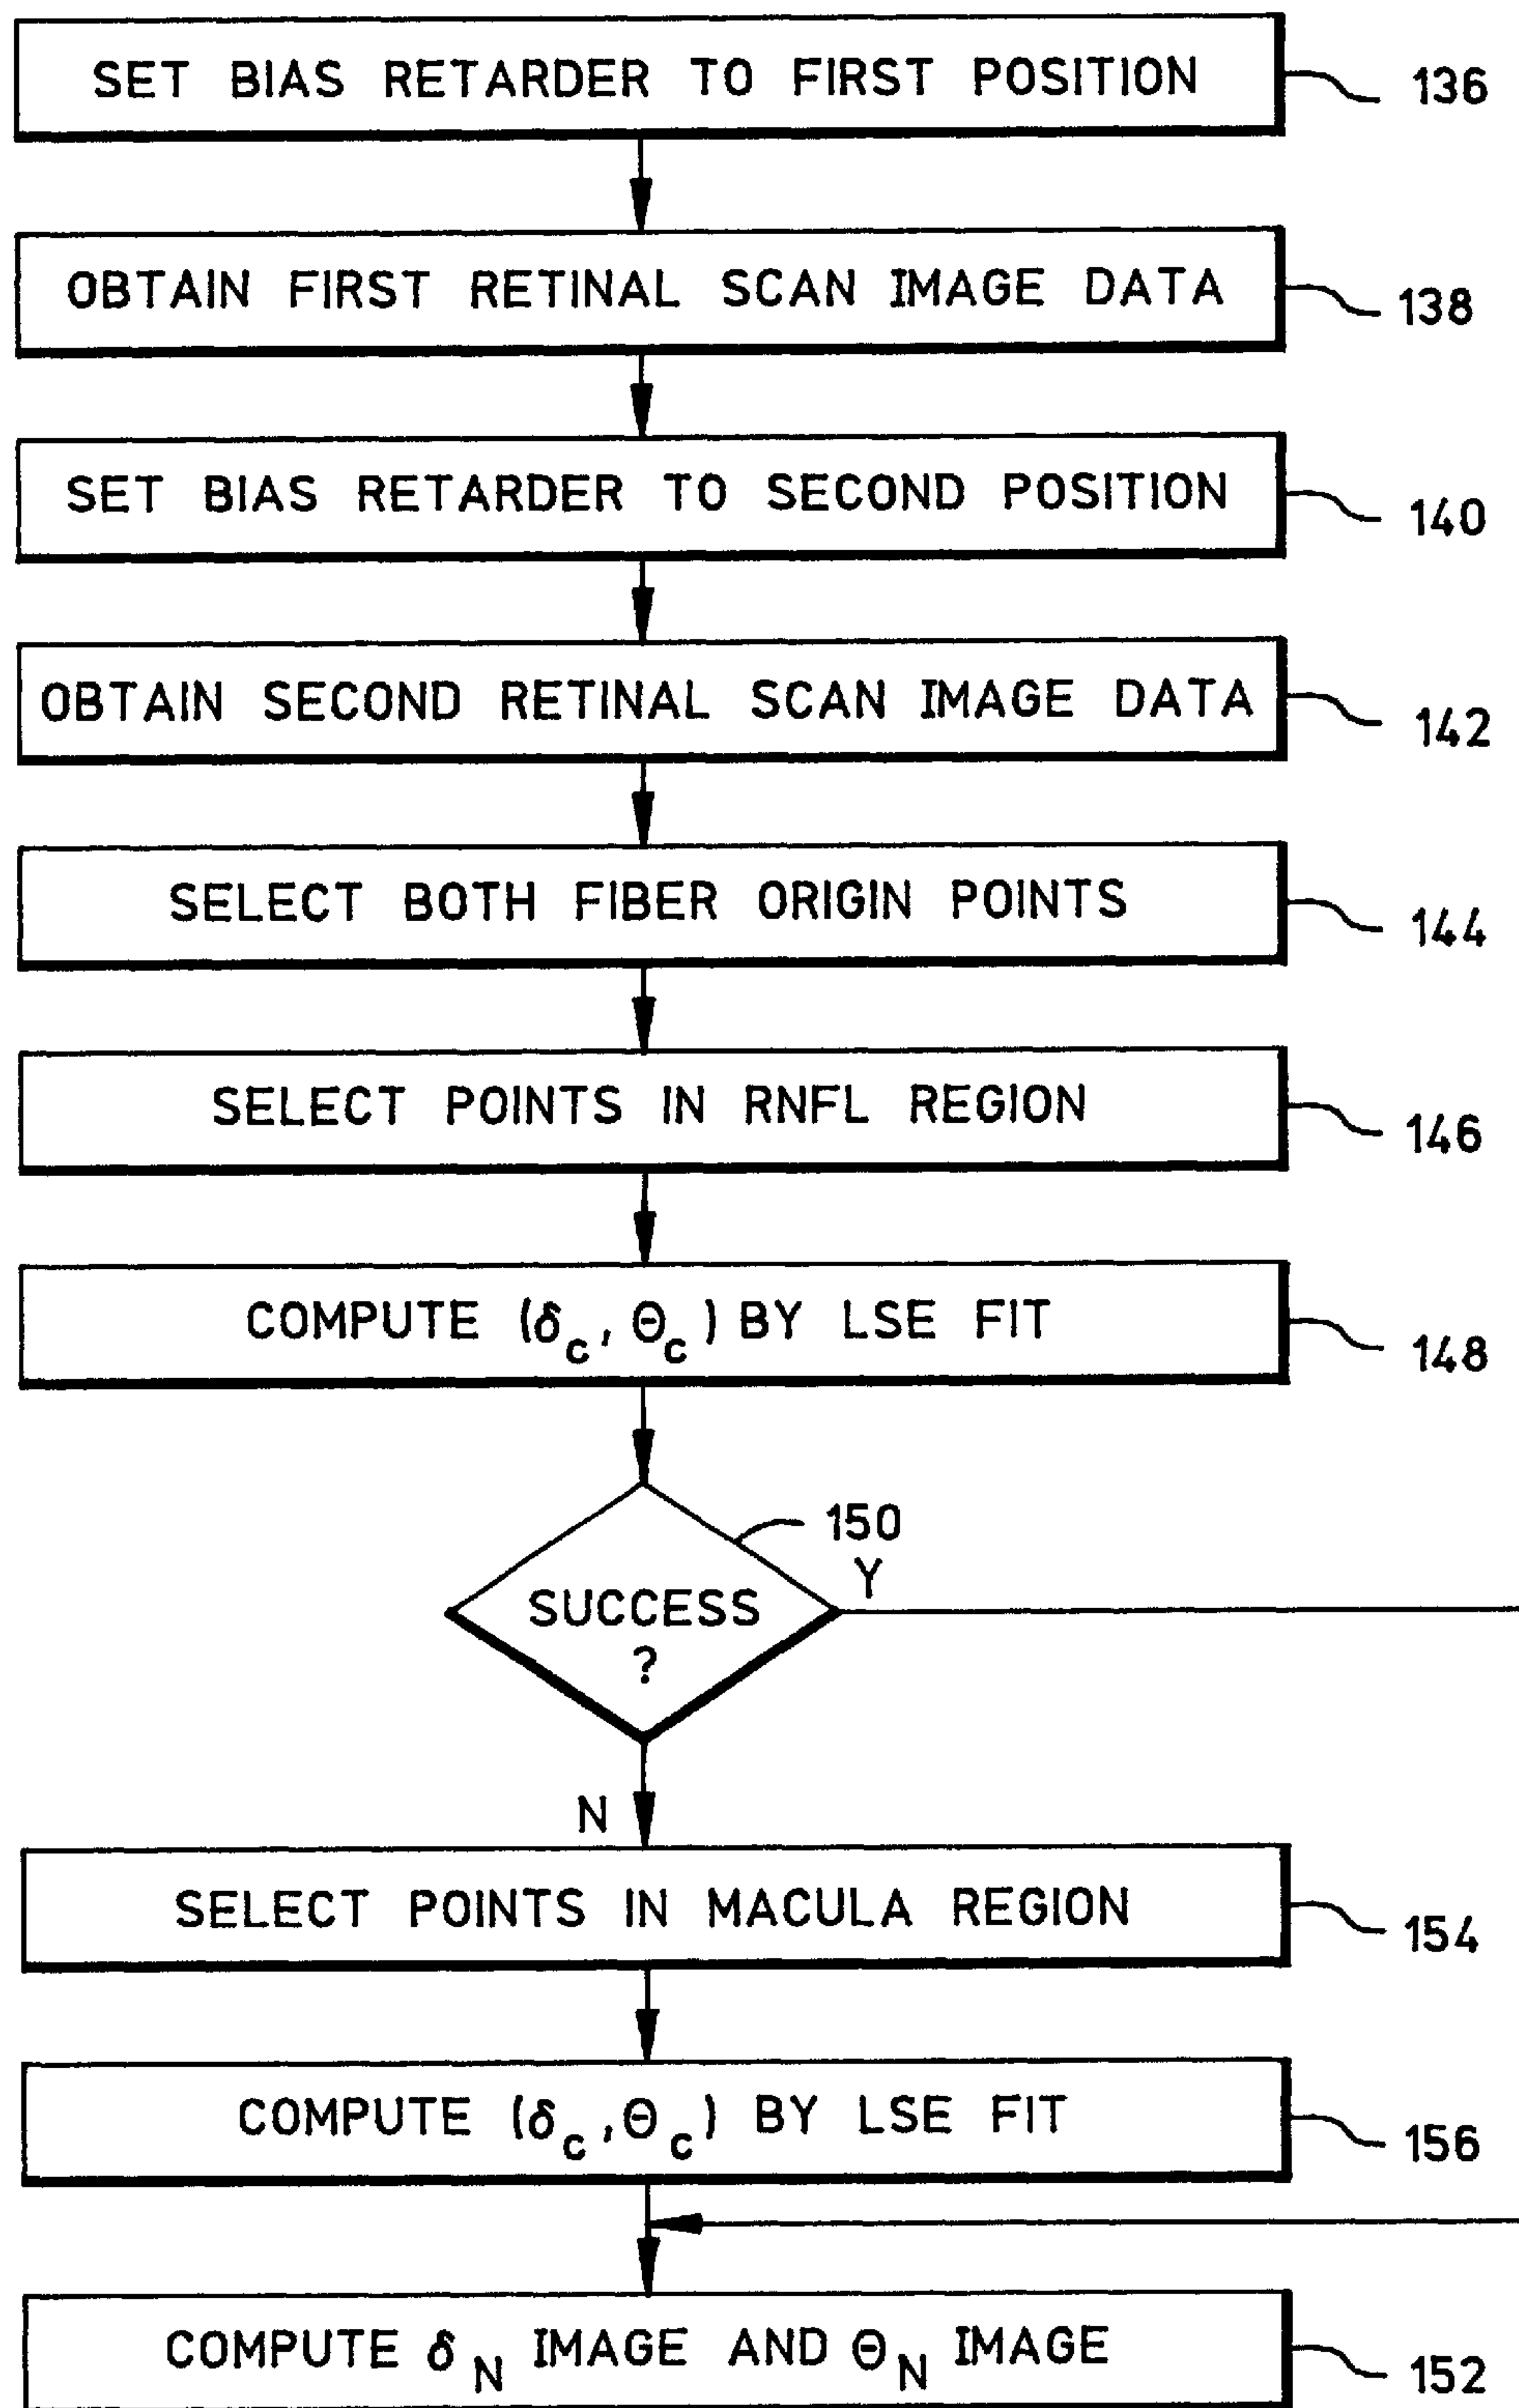 SET BIAS RETARDER TO FIRST POSITION 136
OBTAIN FIRST RETINAL SCAN IMAGE DATA 138
SET BIAS RETARDER TO SECOND POSITION 140
OBTAIN SECOND RETINAL SCAN IMAGE DATA 142
SELECT BOTH FIBER ORIGIN POINTS 144
SELECT POINTS IN RNFL REGION 146
COMPUTE (δc, Θc) BY LSE FIT 148
150
Y
SUCCESS
?
N
SELECT POINTS IN MACULA REGION 154
COMPUTE (δc, Θc) BY LSE FIT 156
COMPUTE δN IMAGE AND ΘN IMAGE 152